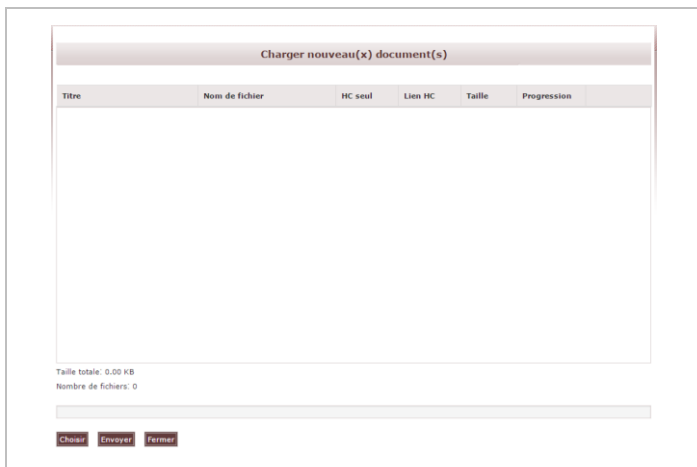 Charger nouveau(x) document(s)
Titre Nom de fichier HC seul Lien HC Taille Progression
Taille totale: 0.00 KB
Nombre de fichiers: 0
Choisir Envoyer Fermer